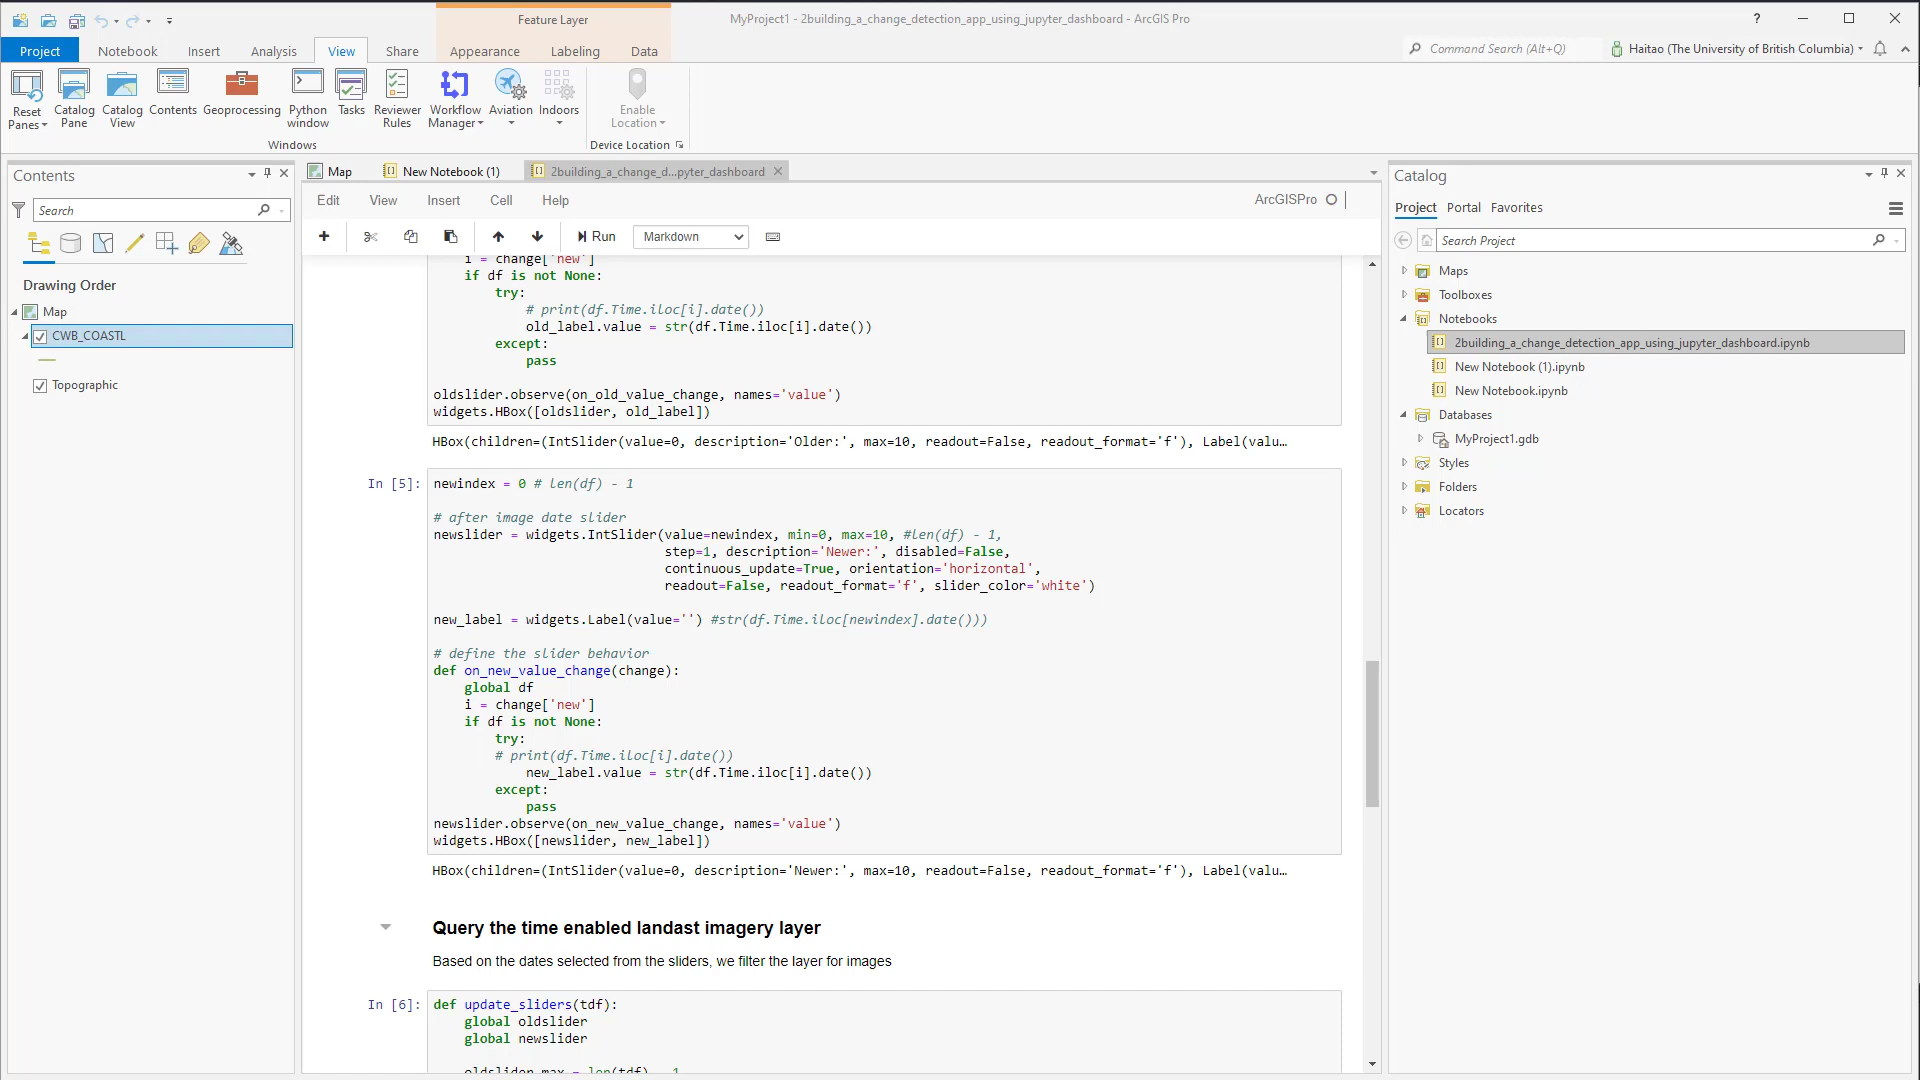 MyProject1 - 2building_a_change_detection_app_using_jupyter_dashboard - ArcGIS Pro
Feature Layer
?
Project
Notebook
Insert
Analysis
View
Share
Appearance
Labeling
Data
Command Search (Alt+Q)
Haitao (The University of British Columbia)
Reset Panes
Catalog Pane
Catalog View
Contents
Geoprocessing
Python window
Tasks
Reviewer Rules
Workflow Manager
Aviation
Indoors
Enable Location
Windows
Device Location
Contents
Search
Drawing Order
Map
CWB_COASTL
Topographic
Map
New Notebook (1)
2building_a_change_d...pyter_dashboard
Edit
View
Insert
Cell
Help
ArcGISPro
Run
Markdown
i = change['new']
if df is not None:
try:
# print(df.Time.iloc[i].date())
old_label.value = str(df.Time.iloc[i].date())
except:
pass
oldslider.observe(on_old_value_change, names='value')
widgets.HBox([oldslider, old_label])
HBox(children=(IntSlider(value=0, description='Older:', max=10, readout=False, readout_format='f'), Label(valu…
In [5]:
newindex = 0 # len(df) - 1
# after image date slider
newslider = widgets.IntSlider(value=newindex, min=0, max=10, #len(df) - 1,
step=1, description='Newer:', disabled=False,
continuous_update=True, orientation='horizontal',
readout=False, readout_format='f', slider_color='white')
new_label = widgets.Label(value='') #str(df.Time.iloc[newindex].date()))
# define the slider behavior
def on_new_value_change(change):
global df
i = change['new']
if df is not None:
try:
# print(df.Time.iloc[i].date())
new_label.value = str(df.Time.iloc[i].date())
except:
pass
newslider.observe(on_new_value_change, names='value')
widgets.HBox([newslider, new_label])
HBox(children=(IntSlider(value=0, description='Newer:', max=10, readout=False, readout_format='f'), Label(valu…
Query the time enabled landast imagery layer
Based on the dates selected from the sliders, we filter the layer for images
In [6]:
def update_sliders(tdf):
global oldslider
global newslider
oldslider.max = len(tdf) - 1
Catalog
Project
Portal
Favorites
Search Project
Maps
Toolboxes
Notebooks
2building_a_change_detection_app_using_jupyter_dashboard.ipynb
New Notebook (1).ipynb
New Notebook.ipynb
Databases
MyProject1.gdb
Styles
Folders
Locators